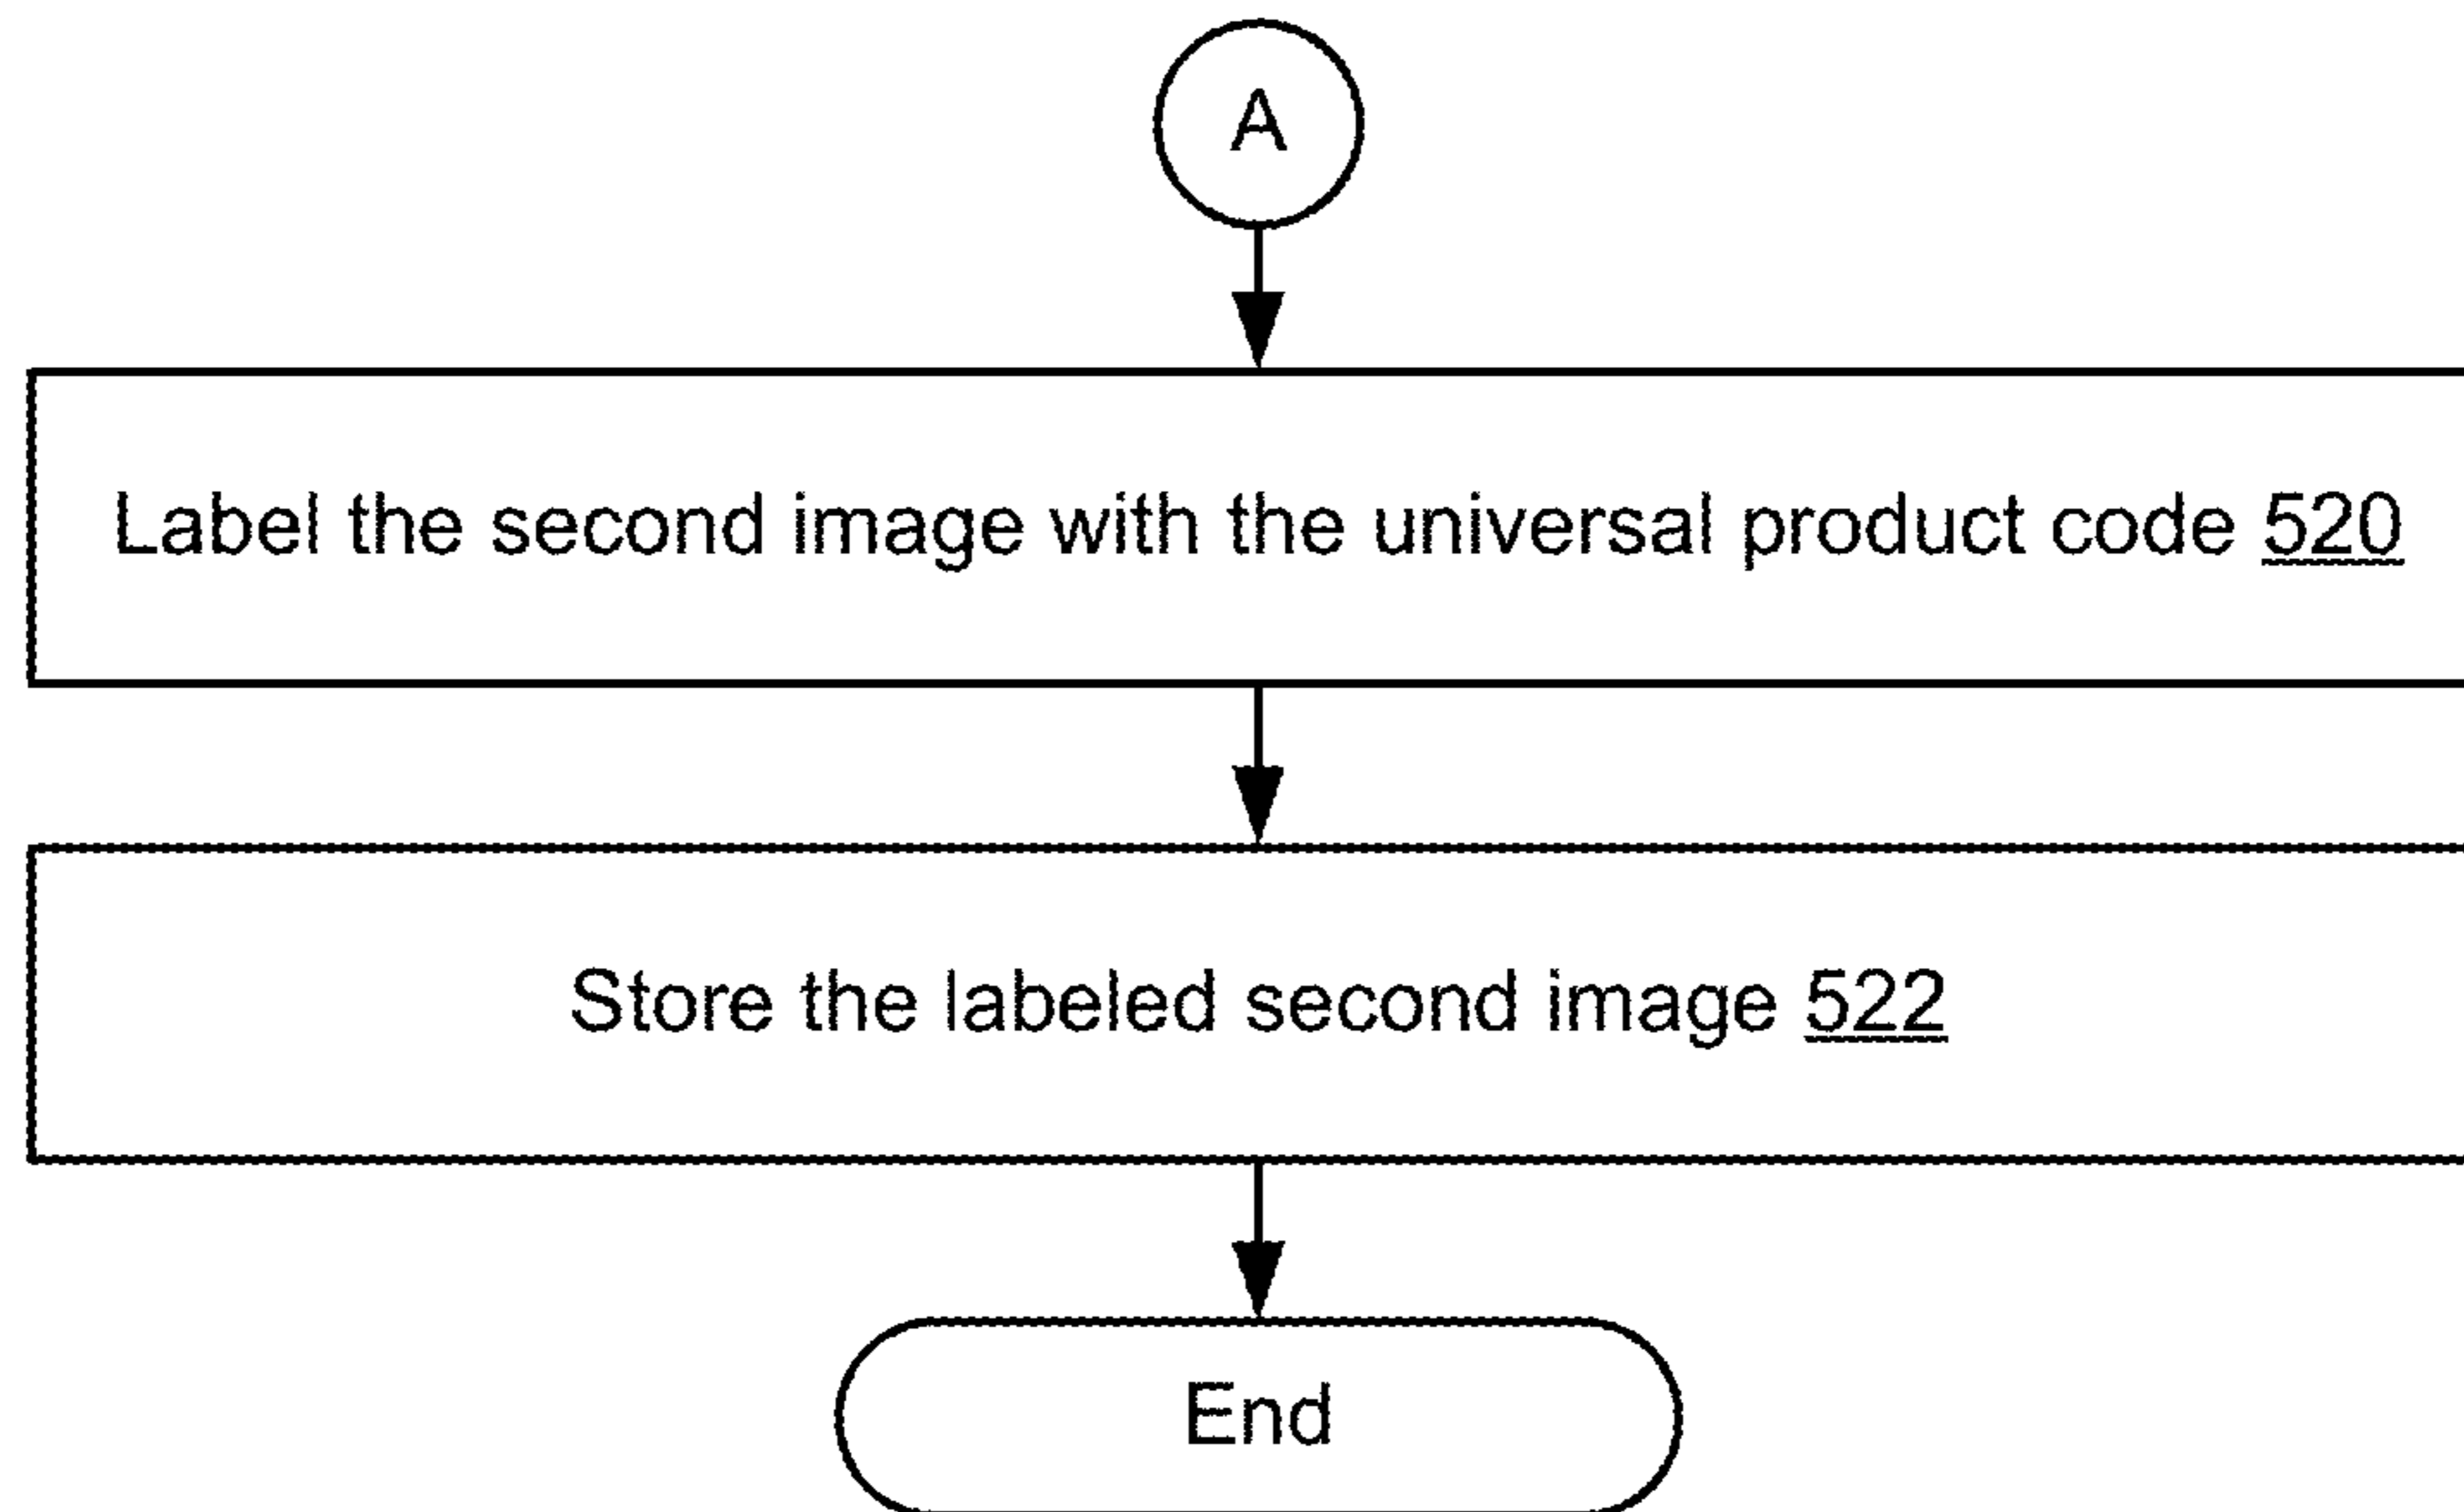 A
Label the second image with the universal product code 520
Store the labeled second image 522
End